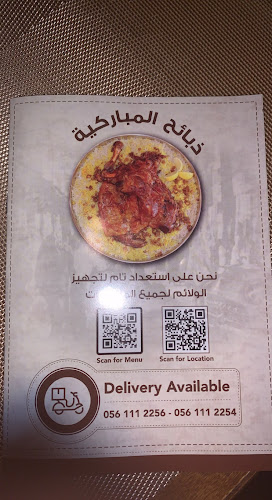 ذبائح المباركية
نحن على إستعداد تام لتجهيز
الولائم لجميع
Scan for Menu
Scan for Location
Delivery Available
056 111 2256 - 056 111 2254